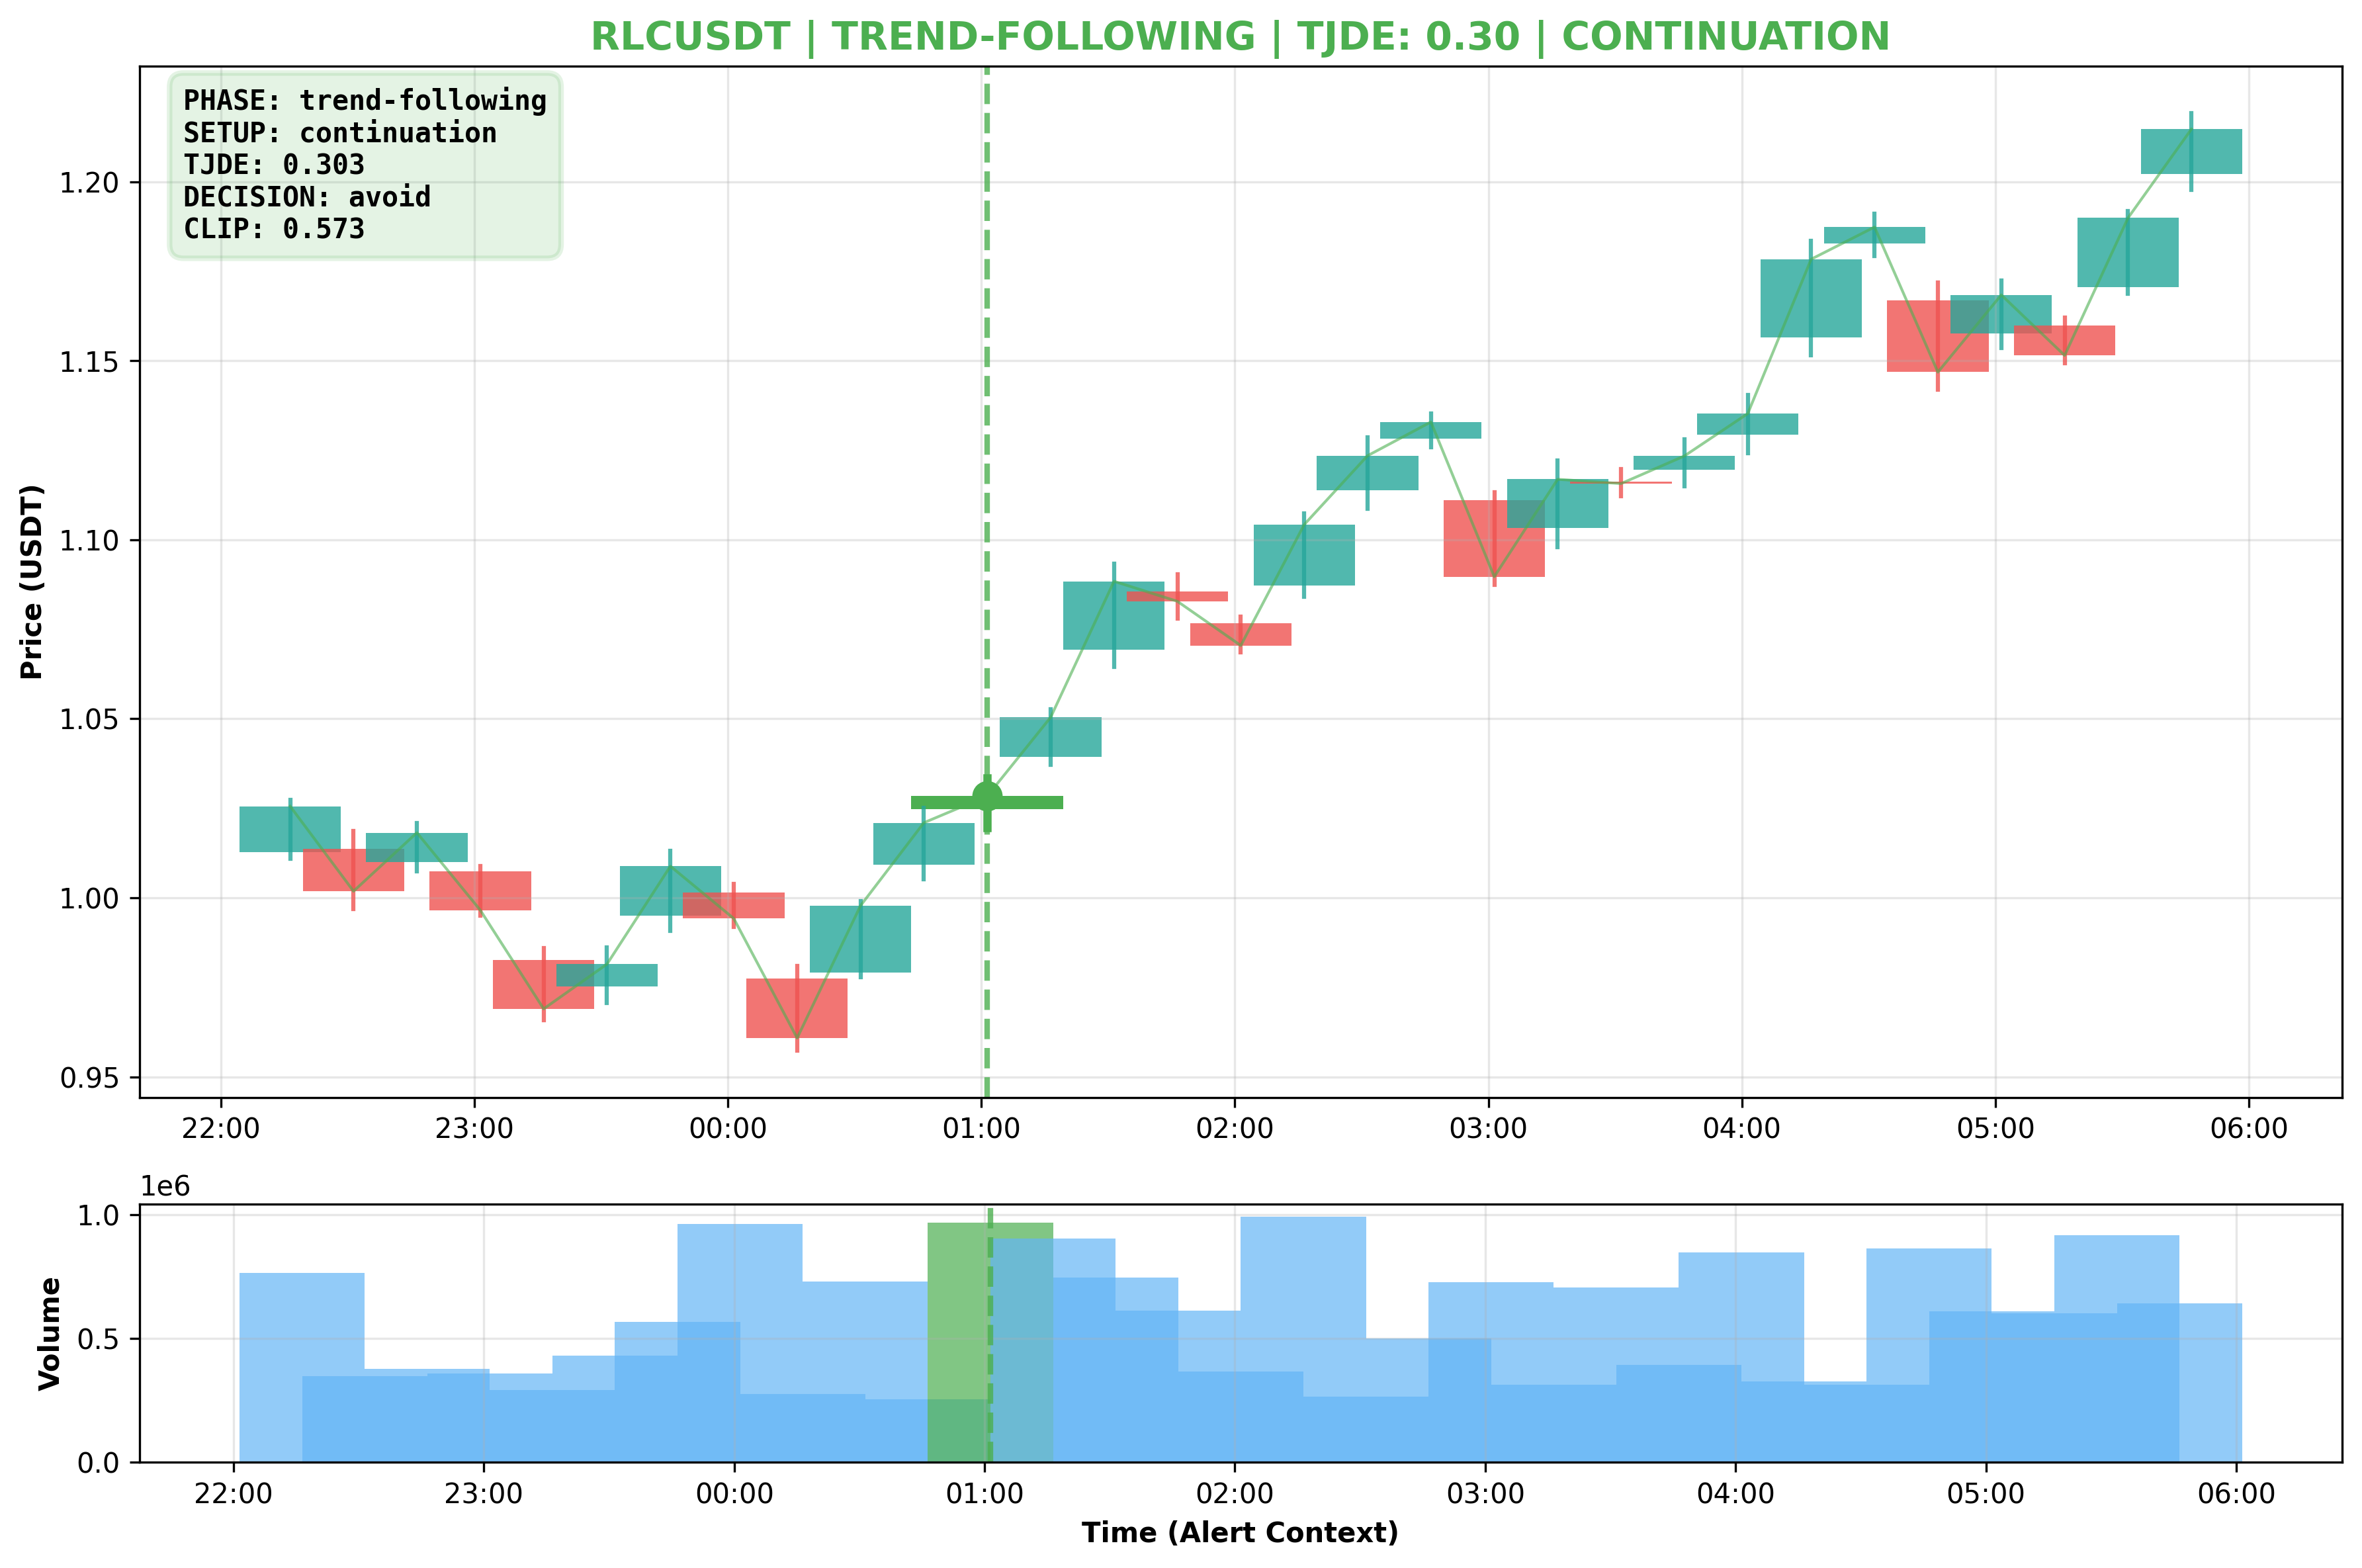 RLCUSDT | TREND-FOLLOWING | TJDE: 0.30 | CONTINUATION
PHASE: trend-following
SETUP: continuation
TJDE: 0.303
DECISION: avoid
CLIP: 0.573
Price (USDT)
1.20
1.15
1.10
1.05
1.00
0.95
22:00 23:00 00:00 01:00 02:00 03:00 04:00 05:00 06:00
1e6
Volume
1.0
0.5
0.0
22:00 23:00 00:00 01:00 02:00 03:00 04:00 05:00 06:00
Time (Alert Context)